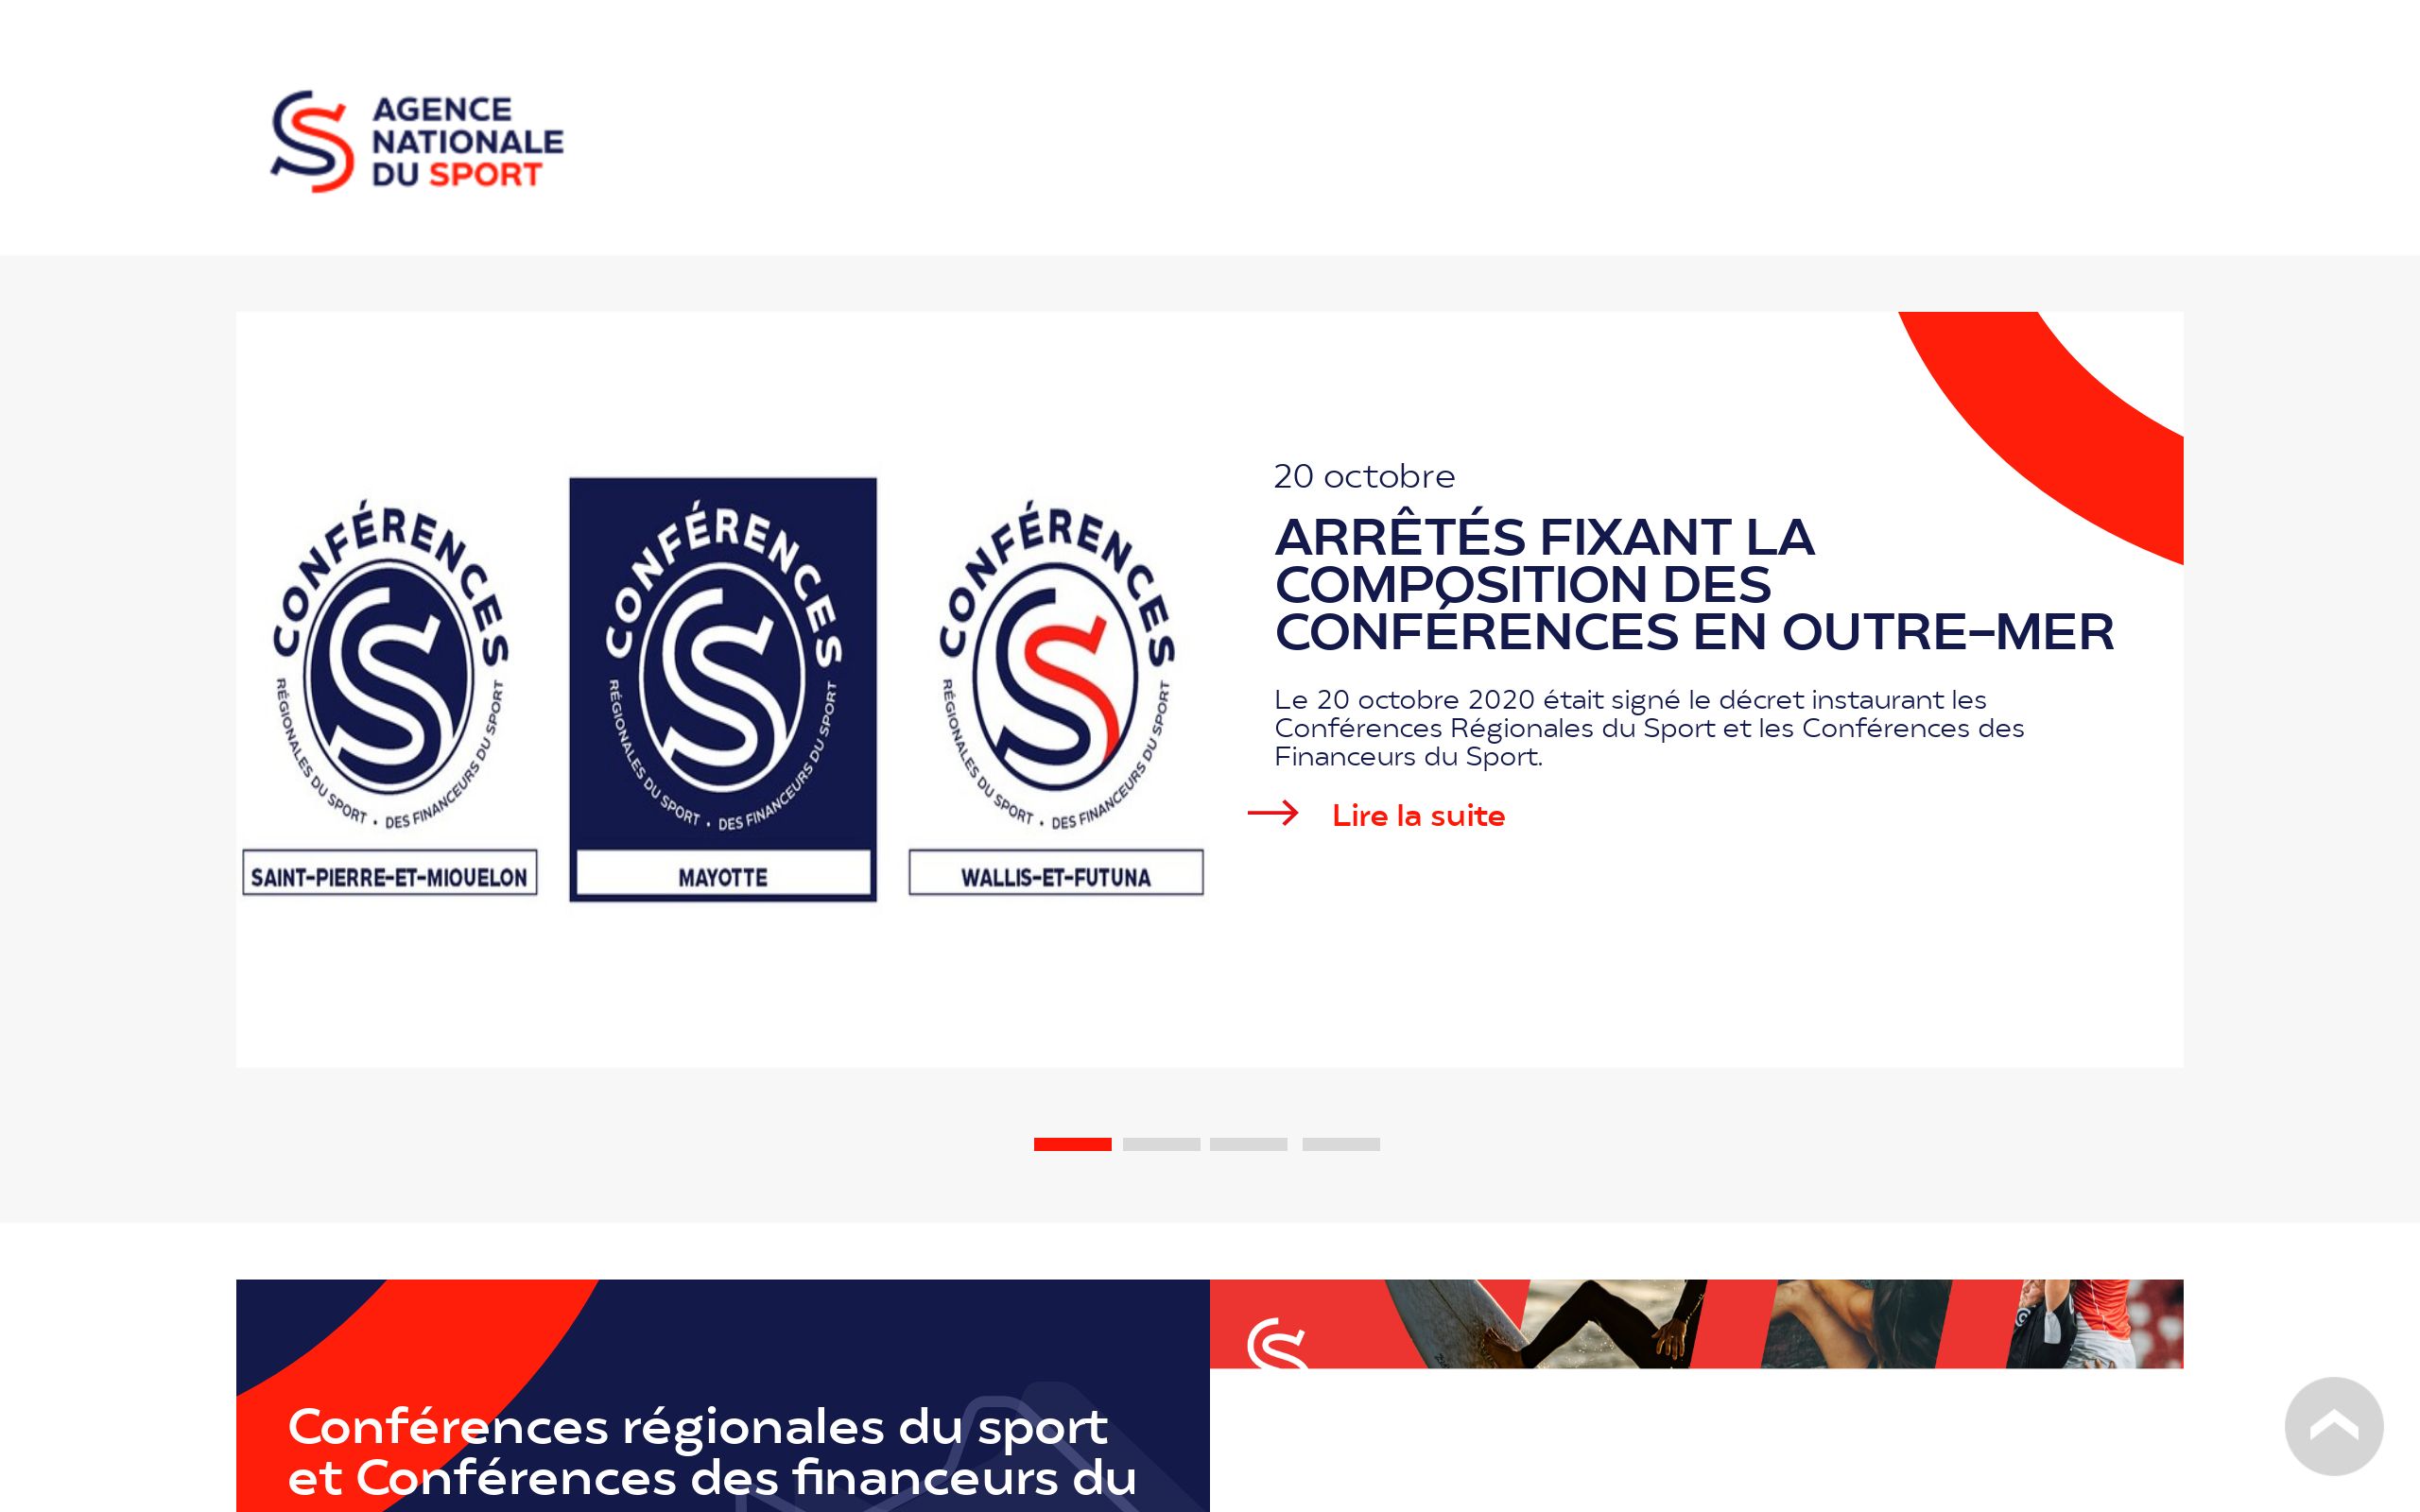 AGENCE
NATIONALE
DU SPORT
CONFÉRENCES
RÉGIONALES DU SPORT • DES FINANCEURS DU SPORT
SAINT-PIERRE-ET-MIQUELON
CONFÉRENCES
RÉGIONALES DU SPORT • DES FINANCEURS DU SPORT
MAYOTTE
CONFÉRENCES
RÉGIONALES DU SPORT • DES FINANCEURS DU SPORT
WALLIS-ET-FUTUNA
20 octobre
ARRÊTÉS FIXANT LA
COMPOSITION DES
CONFÉRENCES EN OUTRE-MER
Le 20 octobre 2020 était signé le décret instaurant les
Conférences Régionales du Sport et les Conférences des
Financeurs du Sport.
Lire la suite
Conférences régionales du sport
et Conférences des financeurs du